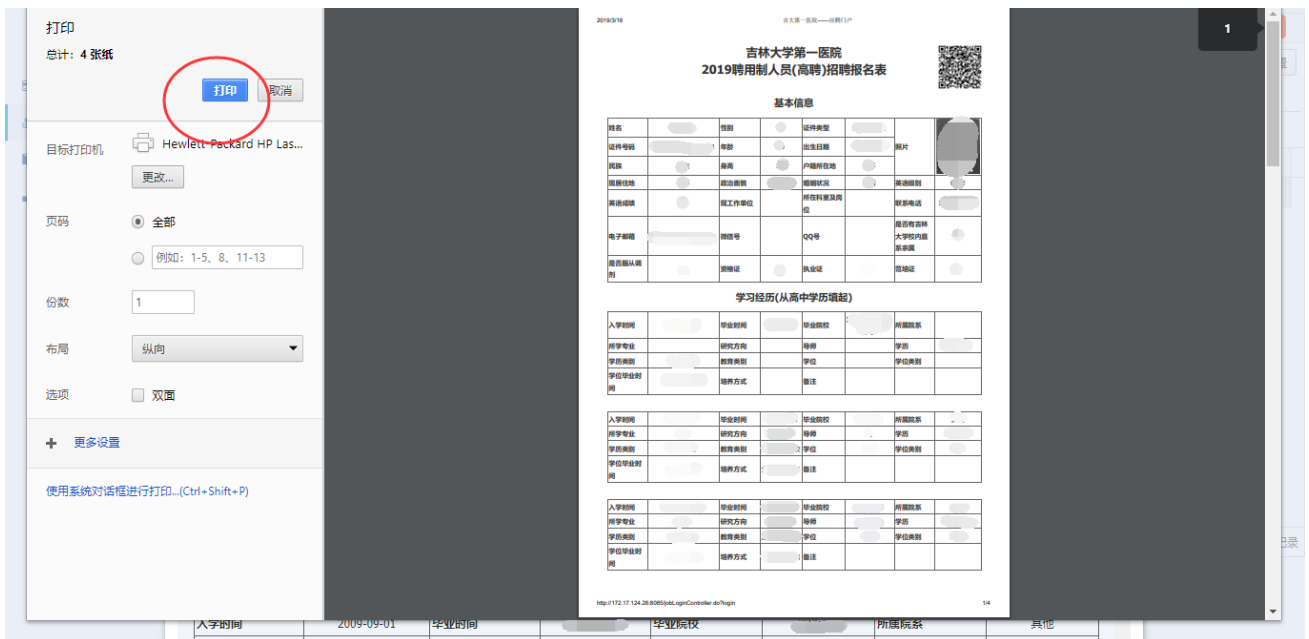 打印
总计: 4 张纸
打印 取消
目标打印机 Hewlett-Packard HP Las...
更改...
页码 全部
例如: 1-5、8、11-13
份数 1
布局 纵向
选项 双面
更多设置
使用系统对话框进行打印...(Ctrl+Shift+P)
1
2019/3/16 吉大第一医院——应聘门户
吉林大学第一医院
2019聘用制人员(高聘)招聘报名表
基本信息
姓名 性别 证件类型
证件号码 年龄 出生日期 照片
民族 身高 户籍所在地
现居住地 政治面貌 婚姻状况 英语级别
英语成绩 现工作单位 所在科室及岗位 联系电话
电子邮箱 微信号 QQ号 是否有吉林大学校内直系亲属
是否服从调剂 资格证 执业证 范培证
学习经历(从高中学历填起)
入学时间 毕业时间 毕业院校 所属院系
所学专业 研究方向 导师 学历
学历类别 教育类别 学位 学位类别
学位毕业时间 培养方式 备注
入学时间 毕业时间 毕业院校 所属院系
所学专业 研究方向 导师 学历
学历类别 教育类别 学位 学位类别
学位毕业时间 培养方式 备注
入学时间 毕业时间 毕业院校 所属院系
所学专业 研究方向 导师 学历
学历类别 教育类别 学位 学位类别
学位毕业时间 培养方式 备注
http://172.17.124.28:8085/jobLoginController.do?login 1/4
记录
入学时间 2009-09-01 毕业时间 毕业院校 所属院系 其他